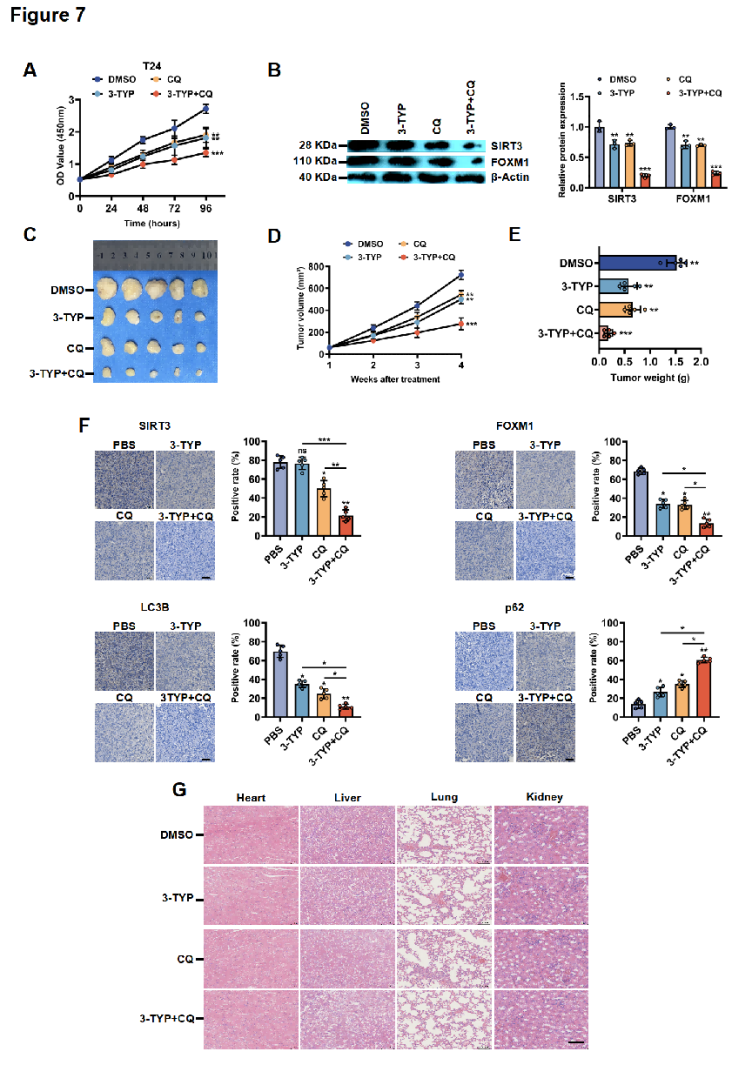 Figure 7
A
T24
DMSO
CQ
3-TYP
3-TYP+CQ
OD Value (450nm)
3
2
1
0
**
**
***
0 24 48 72 96
Time (hours)
B
DMSO
3-TYP
CQ
3-TYP+CQ
28 KDa
SIRT3
110 KDa
FOXM1
40 KDa
β-Actin
DMSO
CQ
3-TYP
3-TYP+CQ
Relative protein expression
1.5
1.0
0.5
0.0
** ** ***
** ** ***
SIRT3 FOXM1
C
1 2 3 4 5 6 7 8 9 10
DMSO
3-TYP
CQ
3-TYP+CQ
D
DMSO
CQ
3-TYP
3-TYP+CQ
Tumor volume (mm³)
800
600
400
200
0
**
**
***
1 2 3 4
Weeks after treatment
E
DMSO
3-TYP
CQ
3-TYP+CQ
**
**
**
***
0.0 0.5 1.0 1.5 2.0
Tumor weight (g)
F
SIRT3
PBS 3-TYP
CQ 3-TYP+CQ
Positive rate (%)
100
80
60
40
20
0
***
ns
**
*
**
PBS
3-TYP
CQ
3-TYP+CQ
FOXM1
PBS 3-TYP
CQ 3-TYP+CQ
Positive rate (%)
100
80
60
40
20
0
*
*
*
*
**
PBS
3-TYP
CQ
3-TYP+CQ
LC3B
PBS 3-TYP
CQ 3TYP+CQ
Positive rate (%)
100
80
60
40
20
0
*
*
*
*
**
PBS
3-TYP
CQ
3-TYP+CQ
p62
PBS 3-TYP
CQ 3-TYP+CQ
Positive rate (%)
100
80
60
40
20
0
*
*
**
*
*
PBS
3-TYP
CQ
3-TYP+CQ
G
Heart Liver Lung Kidney
DMSO
3-TYP
CQ
3-TYP+CQ